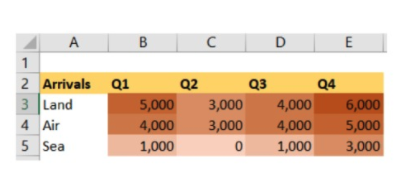 A B C D E
1
2 Arrivals Q1 Q2 Q3 Q4
3 Land 5,000 3,000 4,000 6,000
4 Air 4,000 3,000 4,000 5,000
5 Sea 1,000 0 1,000 3,000